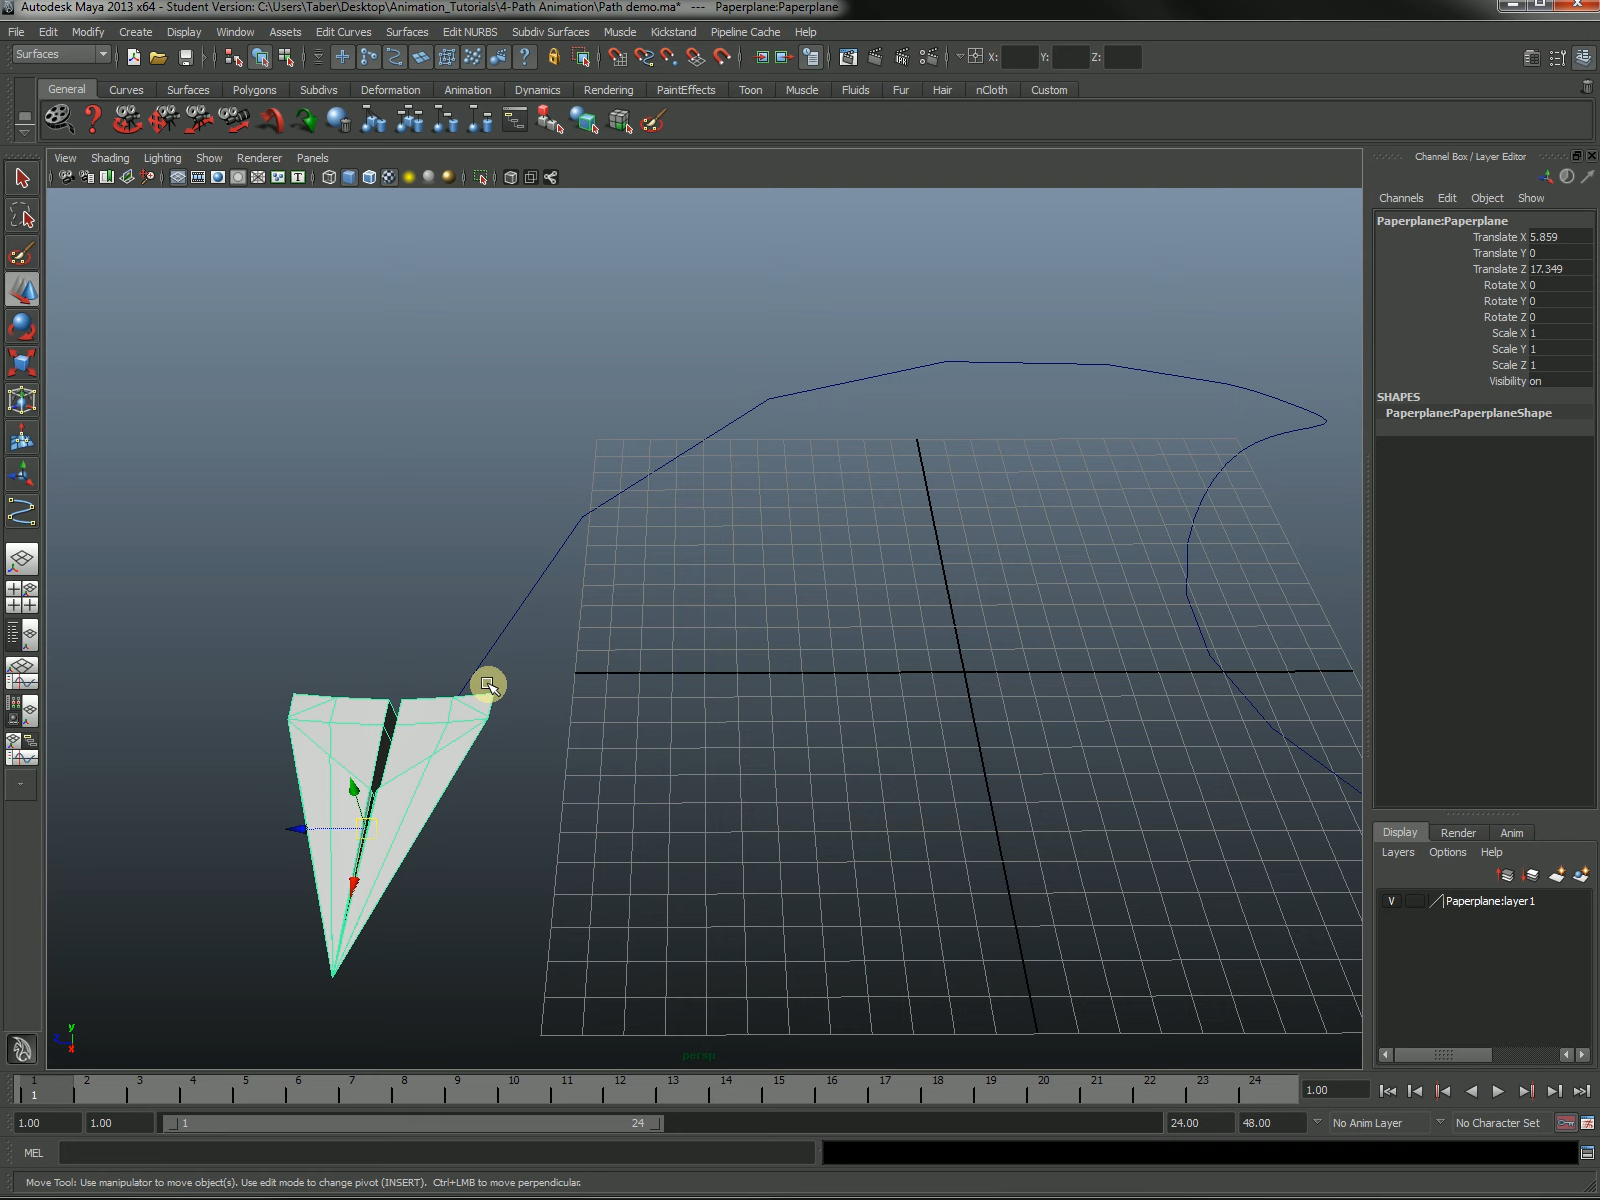 Autodesk Maya 2013 x64 - Student Version: C:\Users\Taber\Desktop\Animation_Tutorials\4-Path Animation\Path demo.ma* --- Paperplane:Paperplane
File Edit Modify Create Display Window Assets Edit Curves Surfaces Edit NURBS Subdiv Surfaces Muscle Kickstand Pipeline Cache Help
Surfaces X: Y: Z:
General Curves Surfaces Polygons Subdivs Deformation Animation Dynamics Rendering PaintEffects Toon Muscle Fluids Fur Hair nCloth Custom
View Shading Lighting Show Renderer Panels
Channel Box / Layer Editor
Channels Edit Object Show
Paperplane:Paperplane
Translate X 5.859
Translate Y 0
Translate Z 17.349
Rotate X 0
Rotate Y 0
Rotate Z 0
Scale X 1
Scale Y 1
Scale Z 1
Visibility on
SHAPES
Paperplane:PaperplaneShape
Display Render Anim
Layers Options Help
V Paperplane:layer1
y
z
x
persp
1 2 3 4 5 6 7 8 9 10 11 12 13 14 15 16 17 18 19 20 21 22 23 24
1
1.00
1.00 1.00 1 24 24.00 48.00 No Anim Layer No Character Set
MEL
Move Tool: Use manipulator to move object(s). Use edit mode to change pivot (INSERT). Ctrl+LMB to move perpendicular.